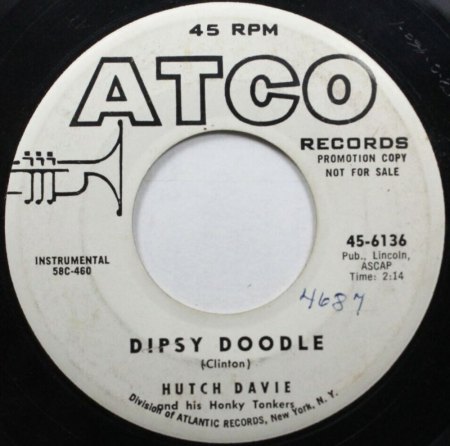 45 RPM
ATCO
RECORDS
PROMOTION COPY
NOT FOR SALE
INSTRUMENTAL
58C-460
45-6136
Pub., Lincoln,
ASCAP
Time: 2:14
4687
DIPSY DOODLE
(Clinton)
HUTCH DAVIE
and his Honky Tonkers
Division of ATLANTIC RECORDS, New York, N. Y.